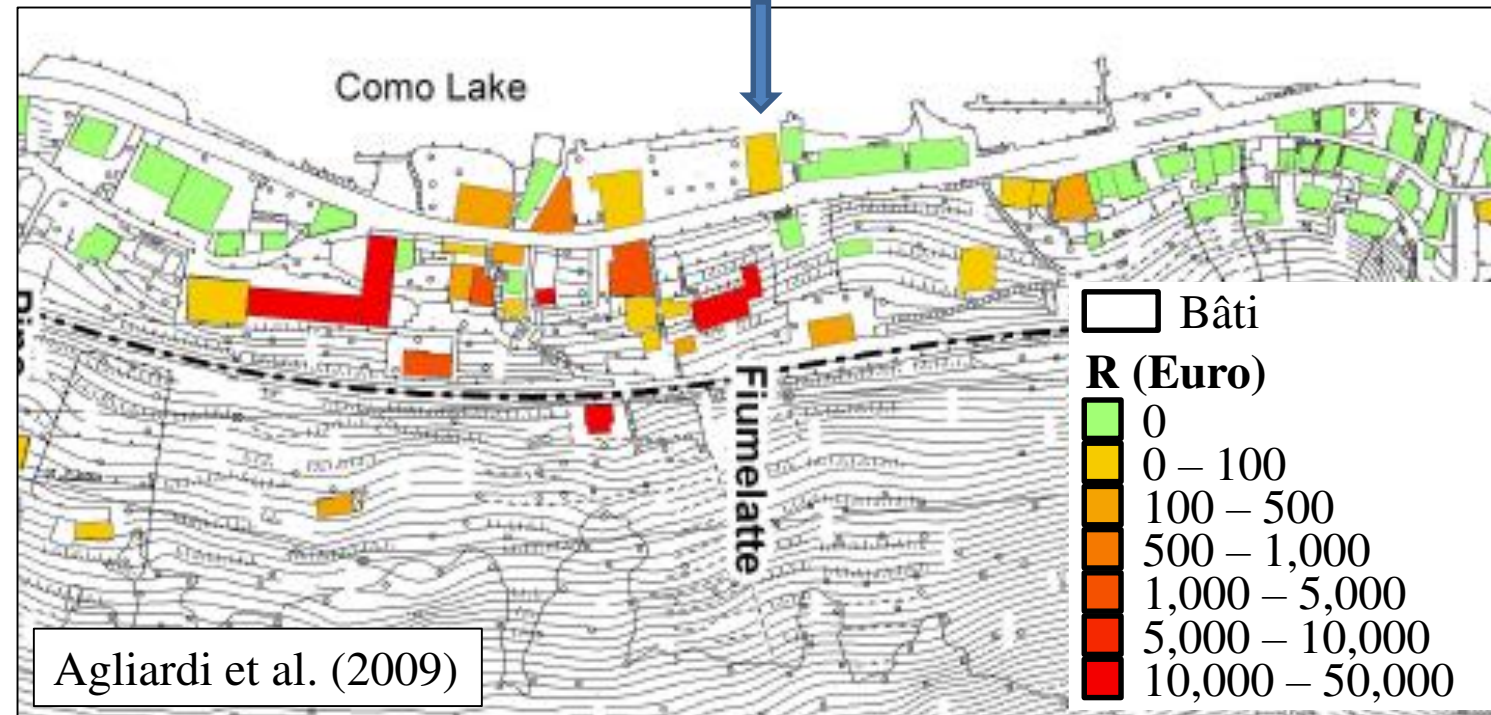 Como Lake
Fiumelatte
Bâti
R (Euro)
0
0 – 100
100 – 500
500 – 1,000
1,000 – 5,000
5,000 – 10,000
10,000 – 50,000
Agliardi et al. (2009)